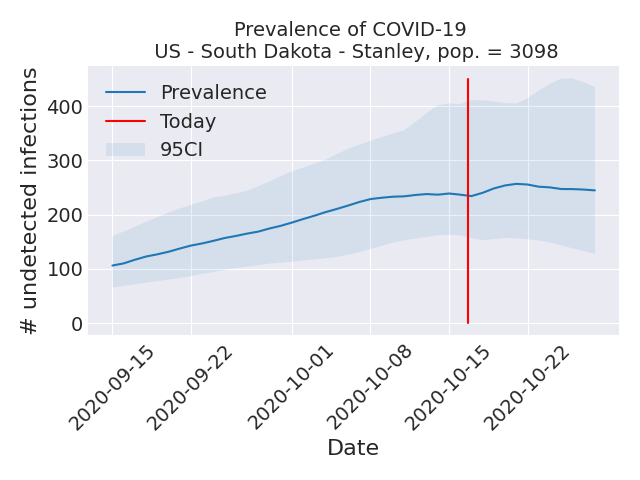 Prevalence of COVID-19
US - South Dakota - Stanley, pop. = 3098
# undetected infections
400
300
200
100
0
Prevalence
Today
95CI
2020-09-15
2020-09-22
2020-10-01
2020-10-08
2020-10-15
2020-10-22
Date